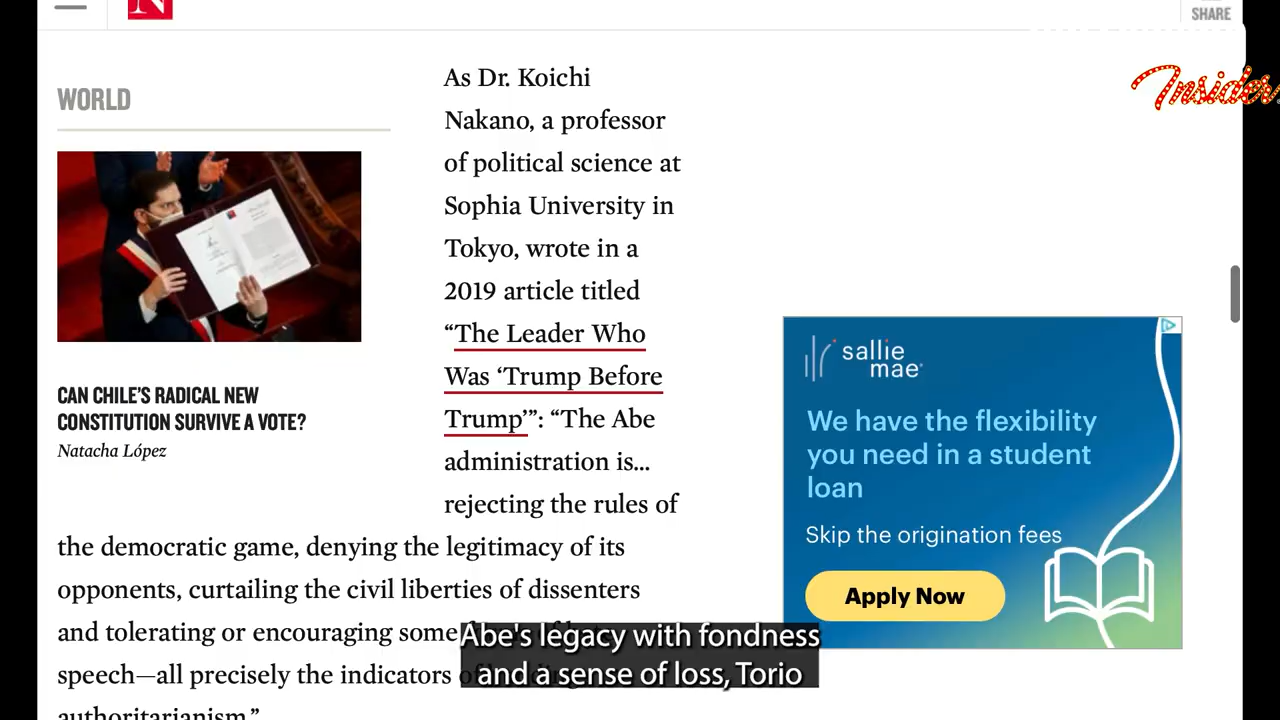 N
SHARE
Insider
WORLD
CAN CHILE'S RADICAL NEW
CONSTITUTION SURVIVE A VOTE?
Natacha López
As Dr. Koichi
Nakano, a professor
of political science at
Sophia University in
Tokyo, wrote in a
2019 article titled
“The Leader Who
Was ‘Trump Before
Trump’”: “The Abe
administration is...
rejecting the rules of
the democratic game, denying the legitimacy of its
opponents, curtailing the civil liberties of dissenters
and tolerating or encouraging some
speech—all precisely the indicators
authoritarianism.”
sallie
mae
We have the flexibility
you need in a student
loan
Skip the origination fees
Apply Now
Abe's legacy with fondness
and a sense of loss, Torio